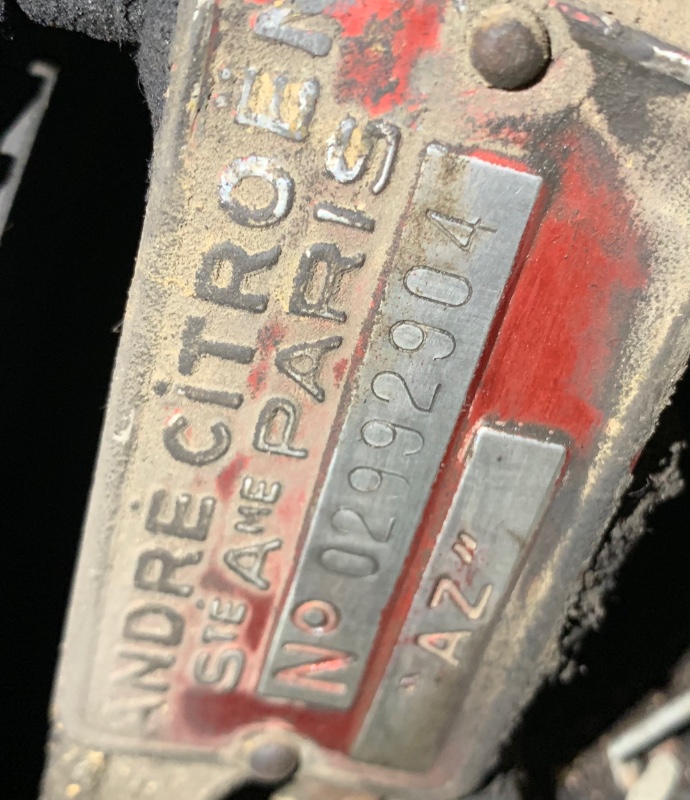 ANDRÉ CiTROËN
STÉ AME PARIS
No 02992904
"AZ"